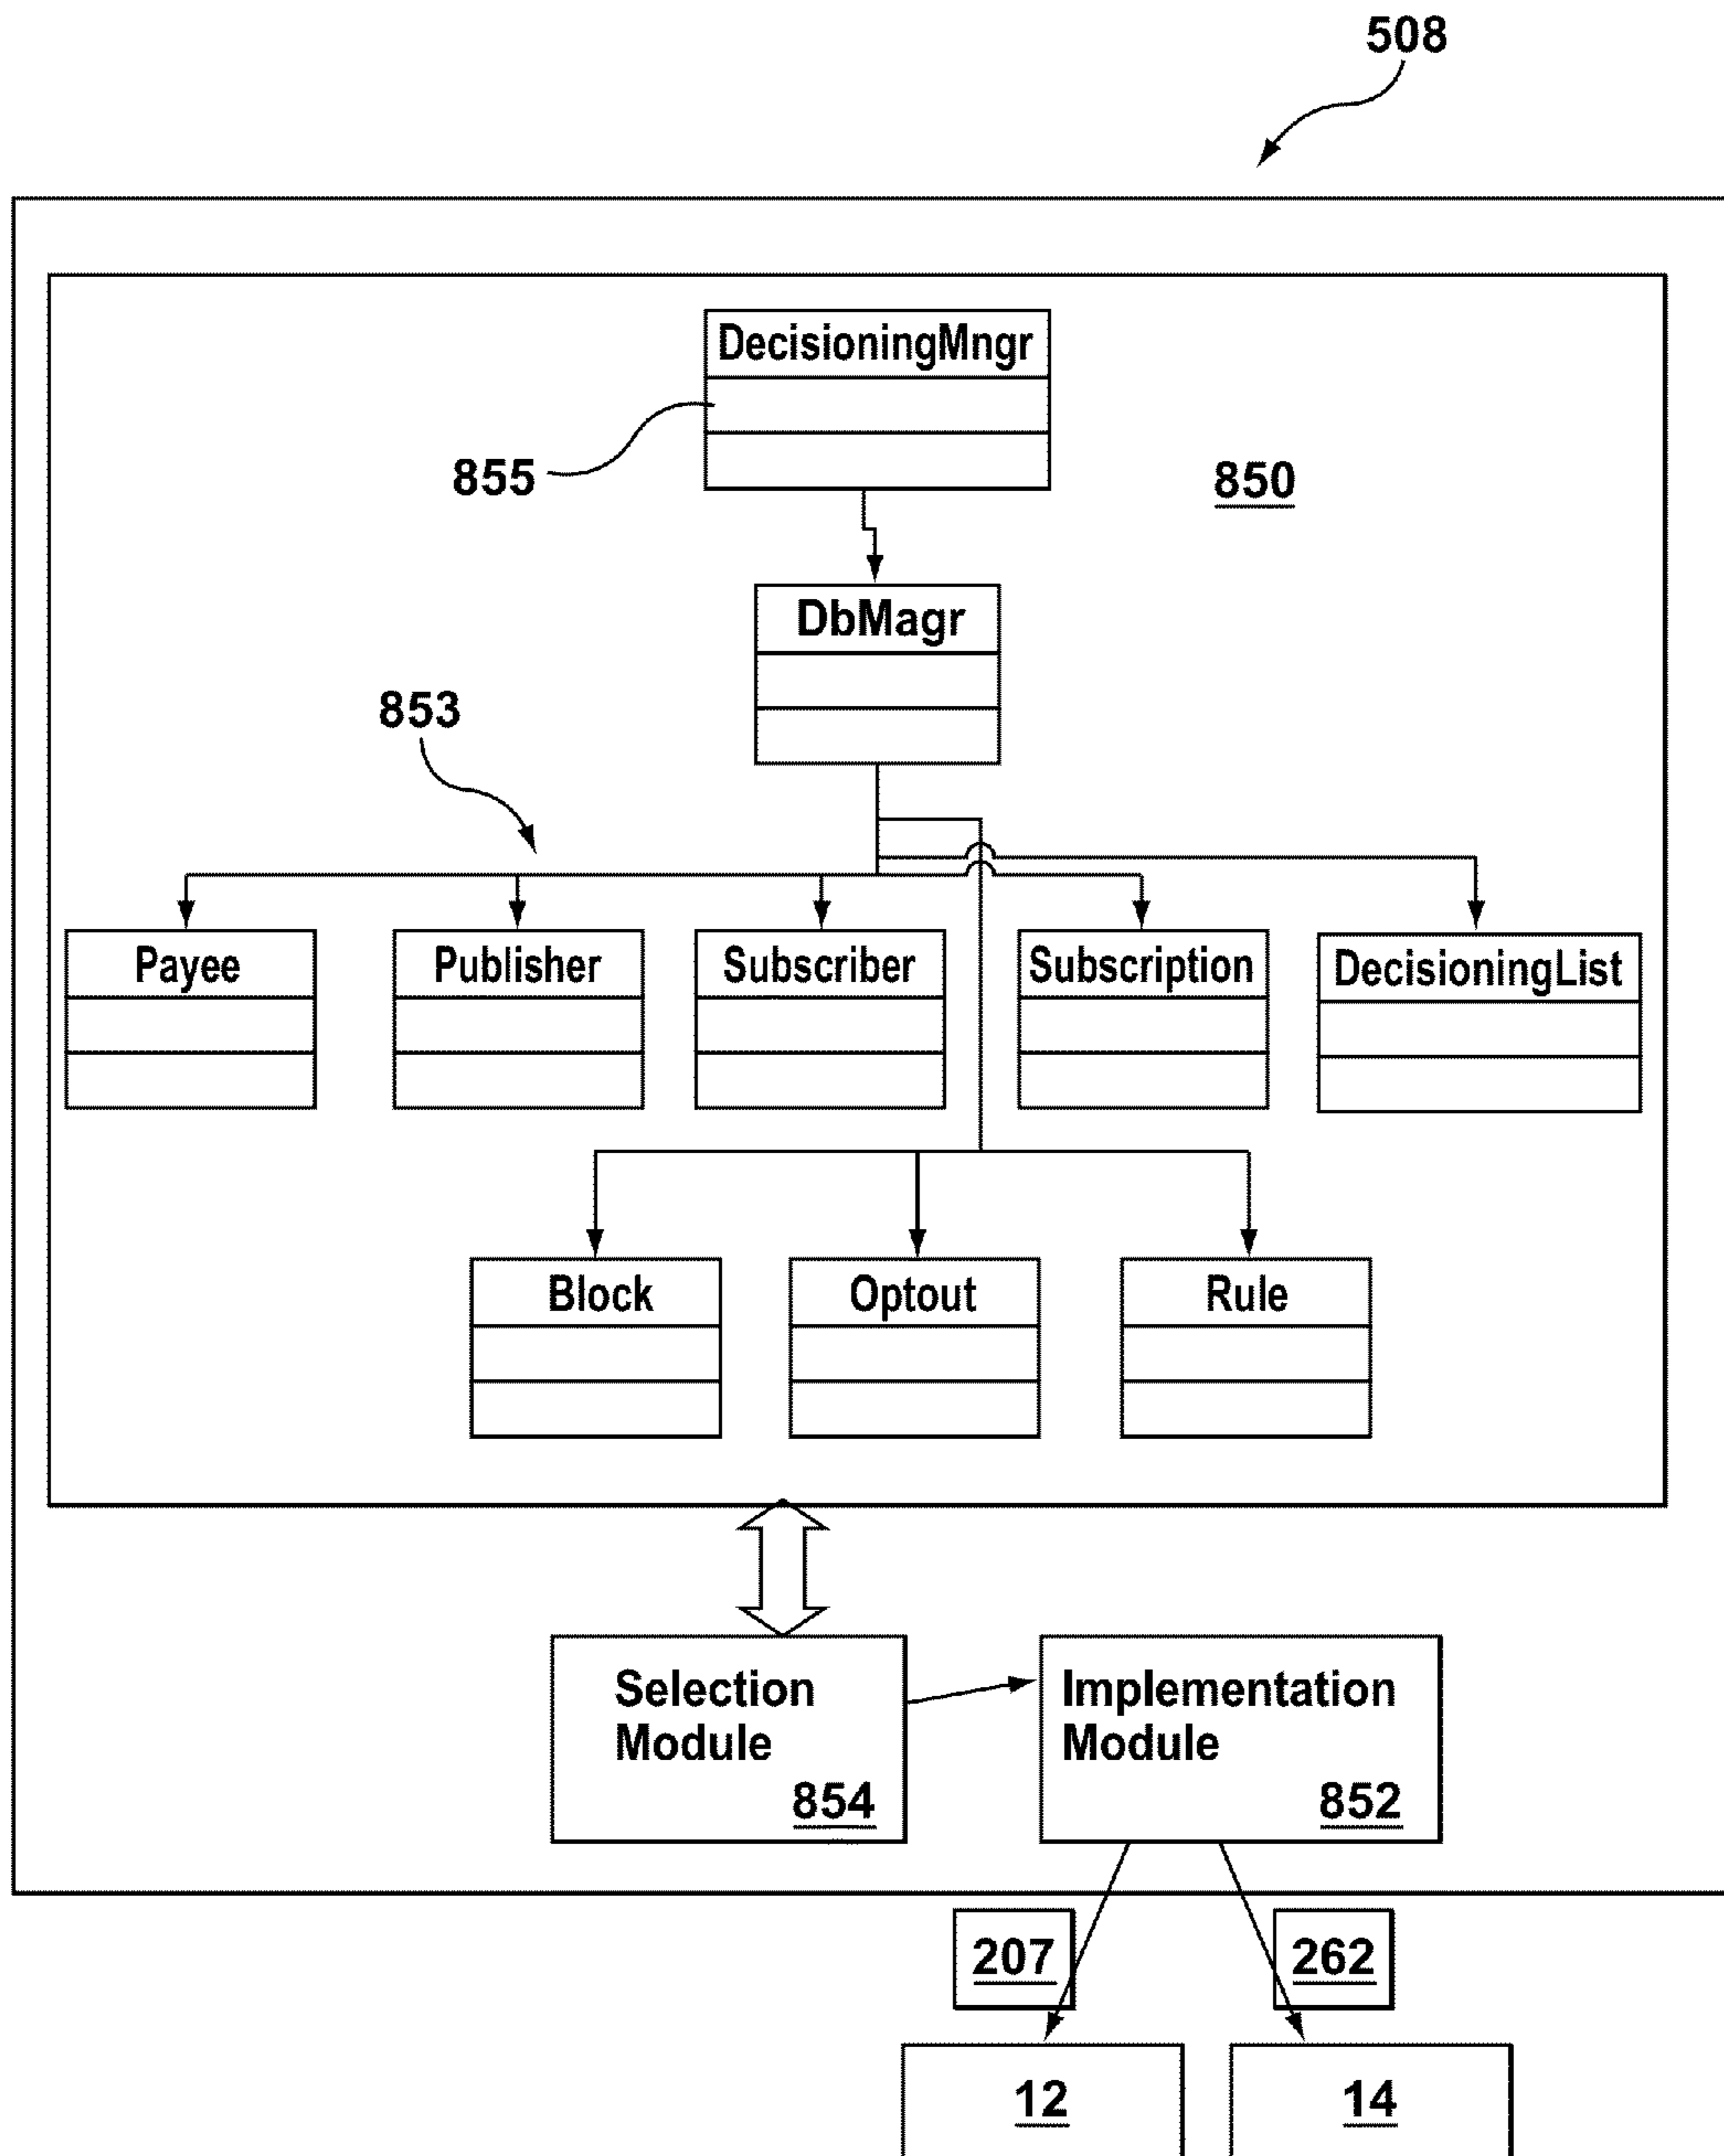 508
DecisioningMngr
855
850
DbMagr
853
Payee
Publisher
Subscriber
Subscription
DecisioningList
Block
Optout
Rule
Selection
Module
854
Implementation
Module
852
207
262
12
14